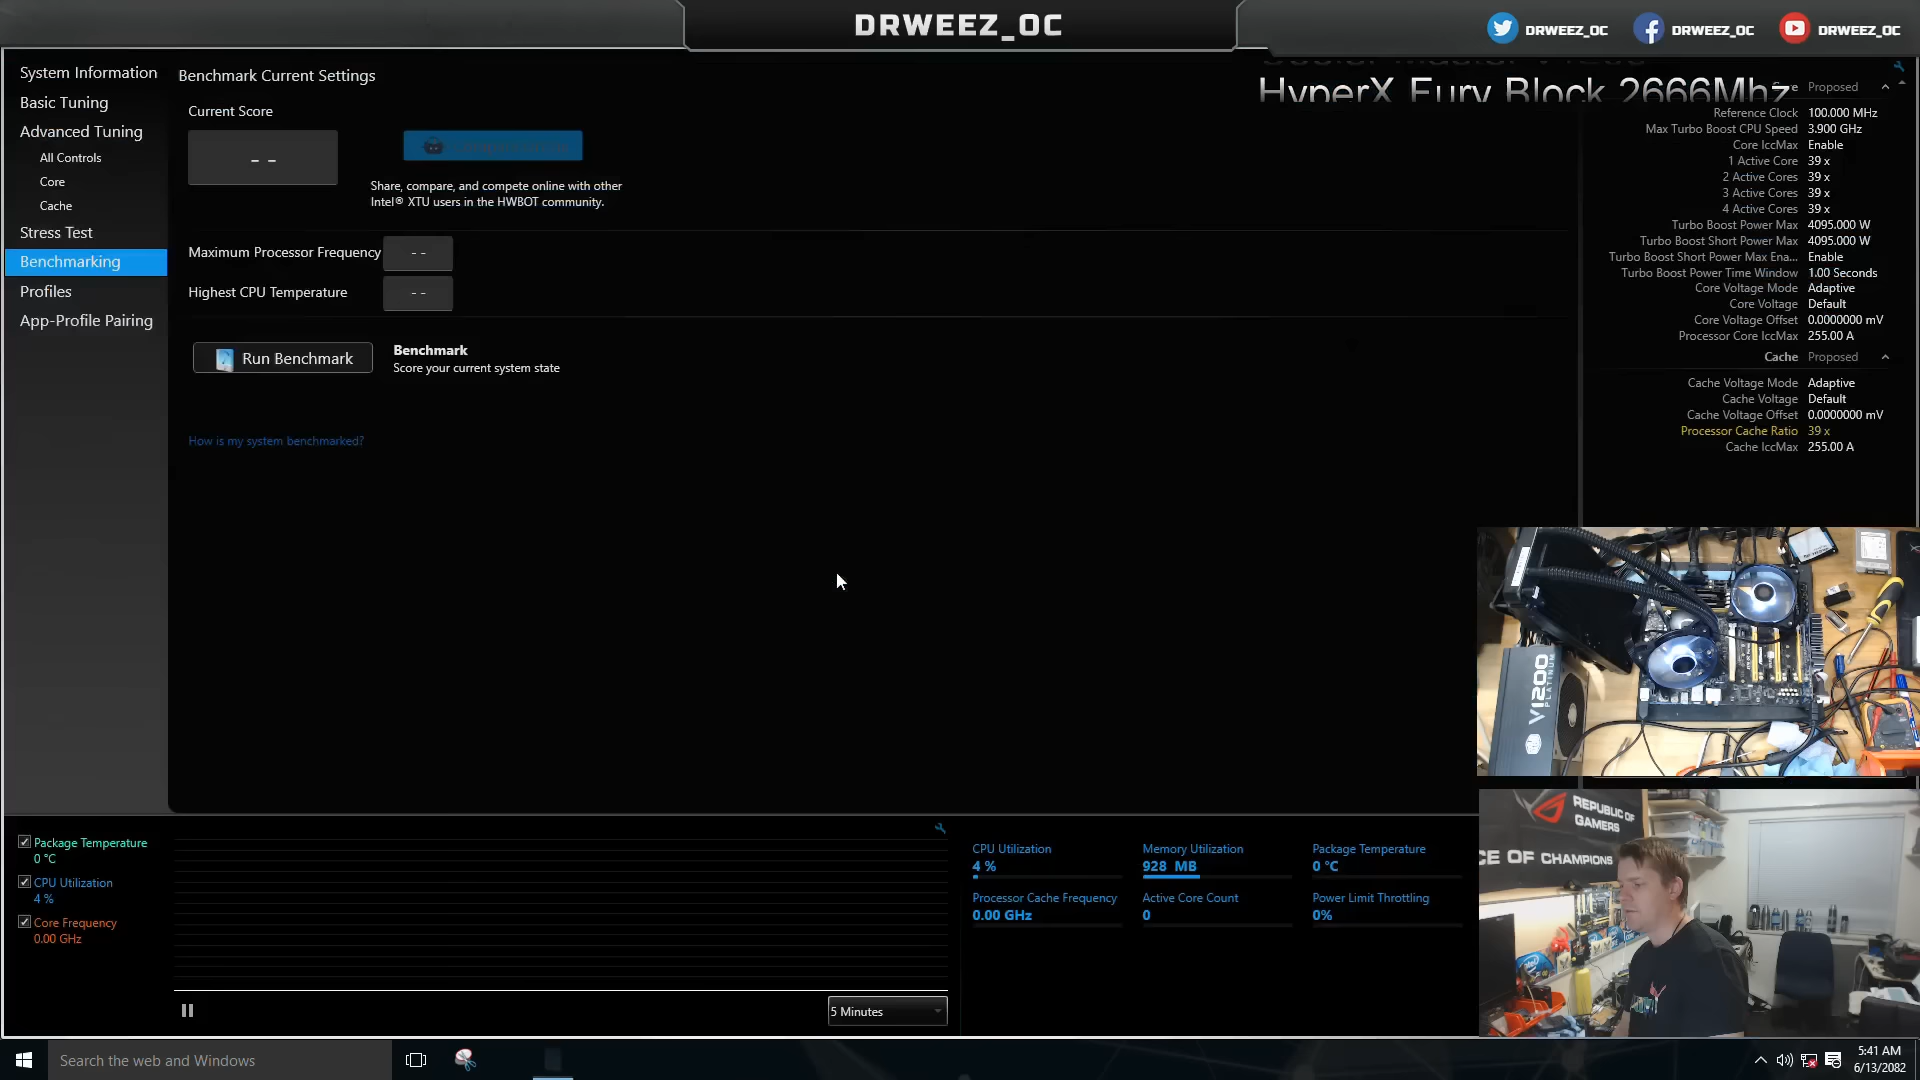 DRWEEZ_OC
DRWEEZ_OC
DRWEEZ_OC
DRWEEZ_OC
System Information
Basic Tuning
Advanced Tuning
All Controls
Core
Cache
Stress Test
Benchmarking
Profiles
App-Profile Pairing
Benchmark Current Settings
Current Score
- -
Share, compare, and compete online with other
Intel® XTU users in the HWBOT community.
Maximum Processor Frequency - -
Highest CPU Temperature - -
Run Benchmark
Benchmark
Score your current system state
How is my system benchmarked?
HyperX Fury Block 2666Mhz
Proposed
Reference Clock 100.000 MHz
Max Turbo Boost CPU Speed 3.900 GHz
Core IccMax Enable
1 Active Core 39 x
2 Active Cores 39 x
3 Active Cores 39 x
4 Active Cores 39 x
Turbo Boost Power Max 4095.000 W
Turbo Boost Short Power Max 4095.000 W
Turbo Boost Short Power Max Ena... Enable
Turbo Boost Power Time Window 1.00 Seconds
Core Voltage Mode Adaptive
Core Voltage Default
Core Voltage Offset 0.0000000 mV
Processor Core IccMax 255.00 A
Cache Proposed
Cache Voltage Mode Adaptive
Cache Voltage Default
Cache Voltage Offset 0.0000000 mV
Processor Cache Ratio 39 x
Cache IccMax 255.00 A
V1200
PLATINUM
REPUBLIC OF
GAMERS
CE OF CHAMPIONS
Package Temperature
0 °C
CPU Utilization
4 %
Core Frequency
0.00 GHz
5 Minutes
CPU Utilization
4 %
Memory Utilization
928 MB
Package Temperature
0 °C
Processor Cache Frequency
0.00 GHz
Active Core Count
0
Power Limit Throttling
0%
Search the web and Windows
5:41 AM
6/13/2082